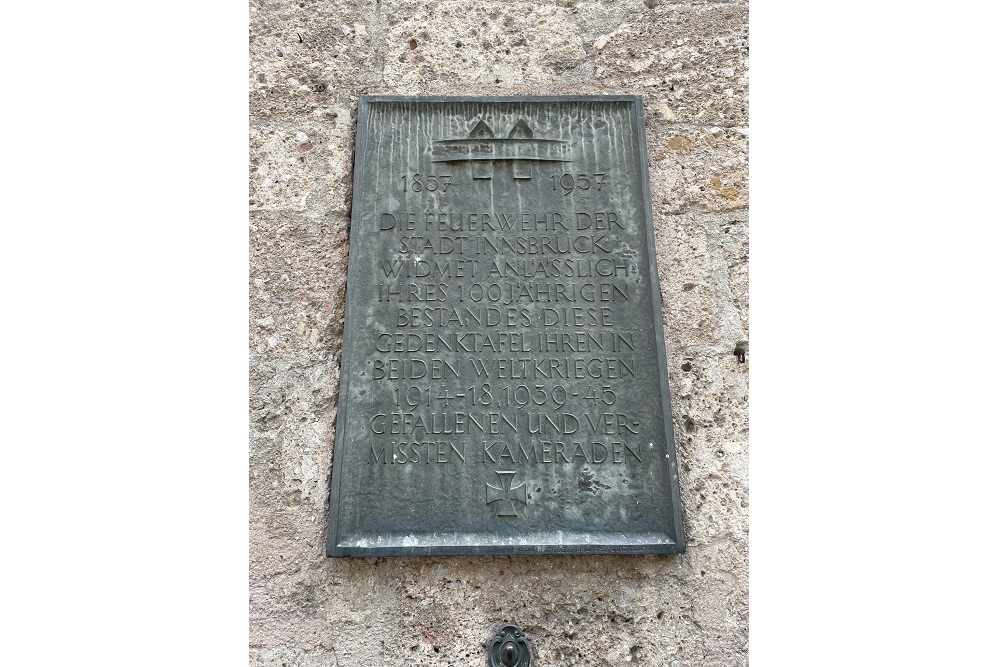 1857 1957
DIE FEUERWEHR DER
STADT INNSBRUCK
WIDMET ANLÄSSLICH
IHRES 100 JÄHRIGEN
BESTANDES DIESE
GEDENKTAFEL IHREN IN
BEIDEN WELTKRIEGEN
1914-18, 1939-45
GEFALLENEN UND VER-
MISSTEN KAMERADEN